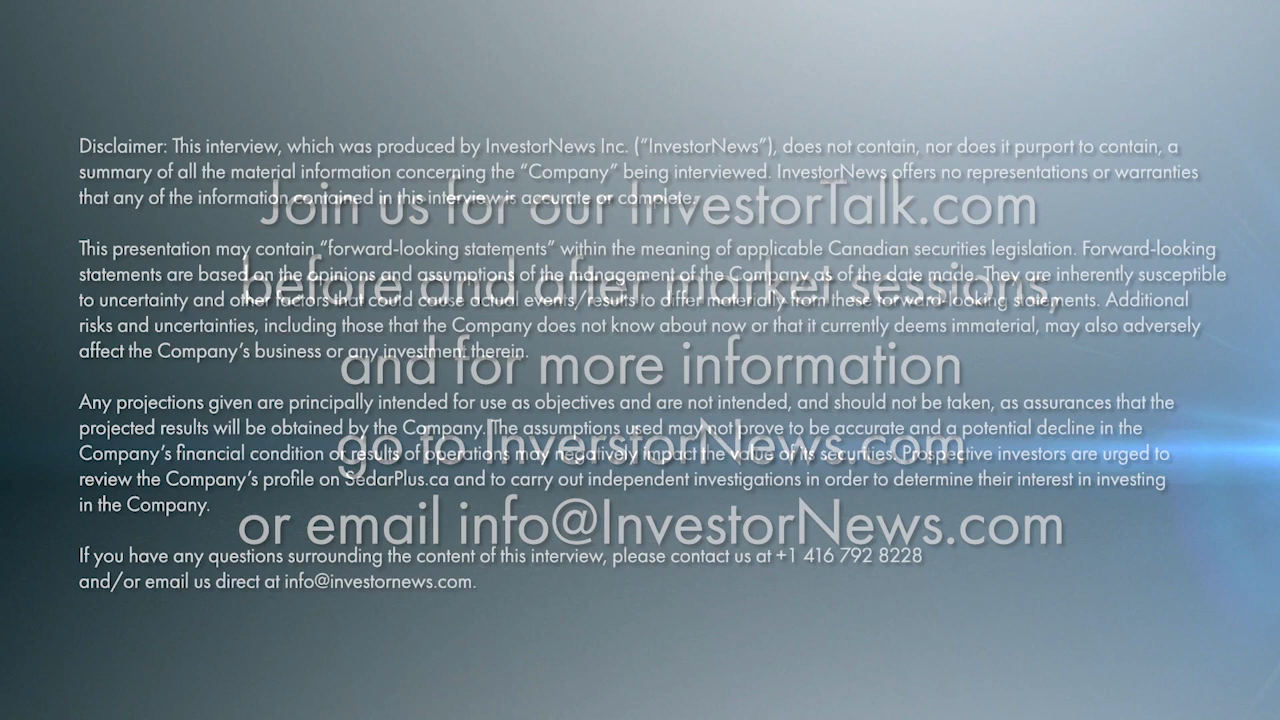 Disclaimer: This interview, which was produced by InvestorNews Inc. (“InvestorNews”), does not contain, nor does it purport to contain, a
summary of all the material information concerning the “Company” being interviewed. InvestorNews offers no representations or warranties
that any of the information contained in this interview is accurate or complete.
This presentation may contain “forward-looking statements” within the meaning of applicable Canadian securities legislation. Forward-looking
statements are based on the opinions and assumptions of the management of the Company as of the date made. They are inherently susceptible
to uncertainty and other factors that could cause actual events/results to differ materially from these forward-looking statements. Additional
risks and uncertainties, including those that the Company does not know about now or that it currently deems immaterial, may also adversely
affect the Company’s business or any investment therein.
Any projections given are principally intended for use as objectives and are not intended, and should not be taken, as assurances that the
projected results will be obtained by the Company. The assumptions used may not prove to be accurate and a potential decline in the
Company’s financial condition or results of operations may negatively impact the value of its securities. Prospective investors are urged to
review the Company’s profile on SedarPlus.ca and to carry out independent investigations in order to determine their interest in investing
in the Company.
If you have any questions surrounding the content of this interview, please contact us at +1 416 792 8228
and/or email us direct at info@investornews.com.
Join us for our InvestorTalk.com
before and after market sessions,
and for more information
go to InverstorNews.com
or email info@InvestorNews.com